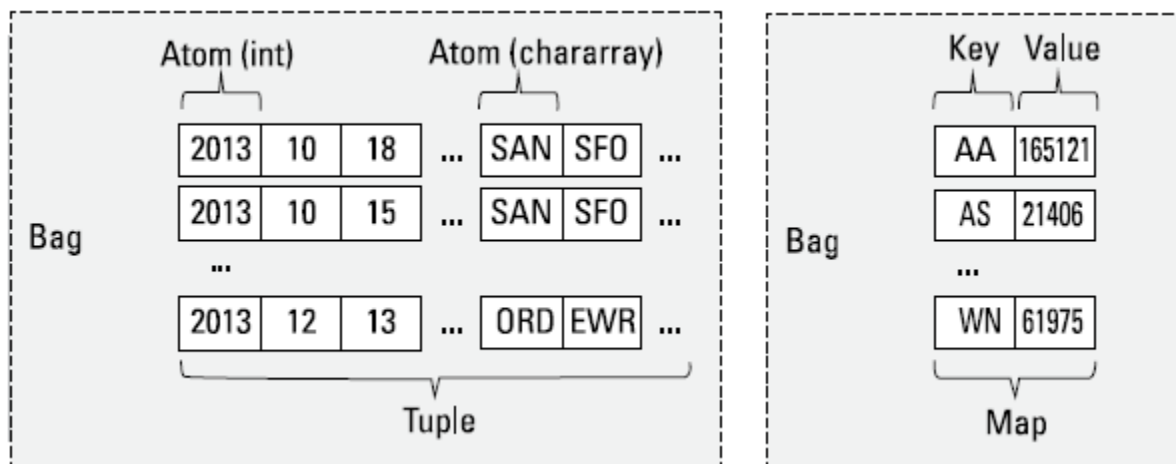 Atom (int) Atom (chararray)
2013 10 18 ... SAN SFO ...
2013 10 15 ... SAN SFO ...
Bag
...
2013 12 13 ... ORD EWR ...
Tuple
Key Value
AA 165121
AS 21406
Bag
...
WN 61975
Map